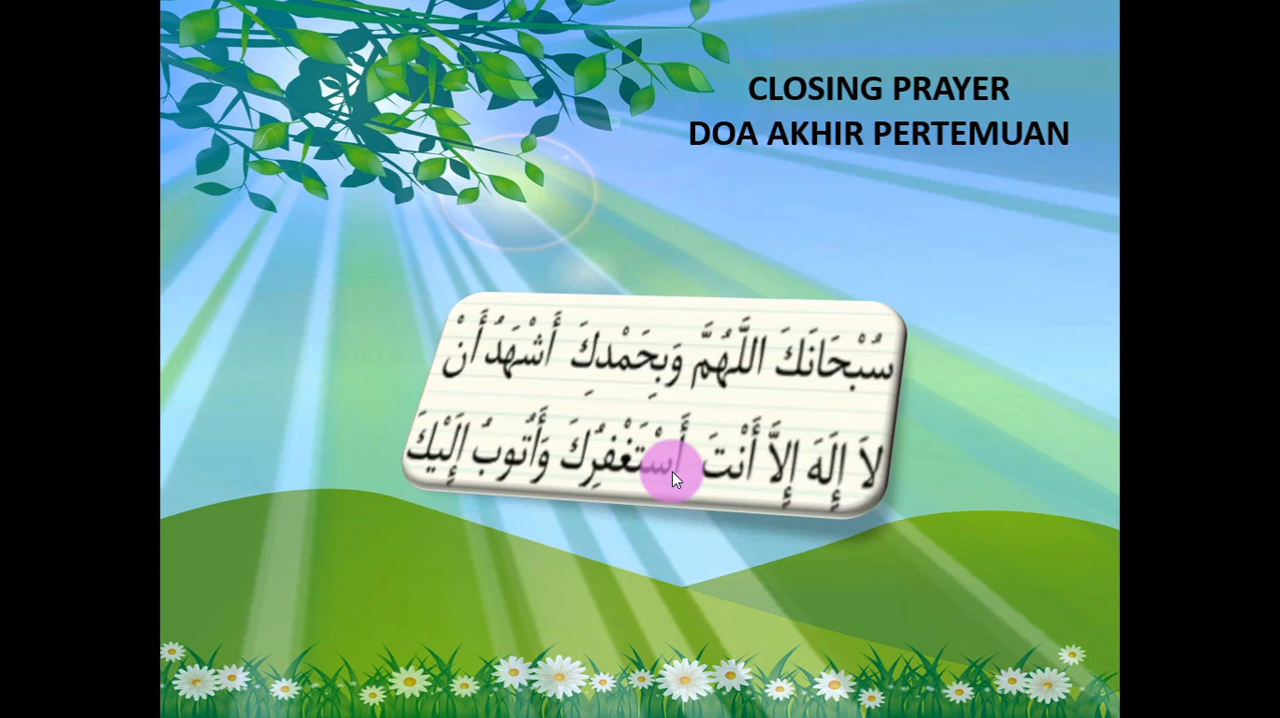 CLOSING PRAYER
DOA AKHIR PERTEMUAN
سُبْحَانَكَ اللَّهُمَّ وَبِحَمْدِكَ أَشْهَدُ أَنْ
لاَ إِلَهَ إِلاَّ أَنْتَ أَسْتَغْفِرُكَ وَأَتُوبُ إِلَيْكَ